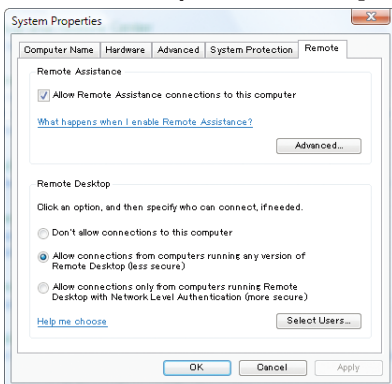 System Properties
Computer Name Hardware Advanced System Protection Remote
Remote Assistance
Allow Remote Assistance connections to this computer
What happens when I enable Remote Assistance?
Advanced...
Remote Desktop
Click an option, and then specify who can connect, if needed.
Don't allow connections to this computer
Allow connections from computers running any version of
Remote Desktop (less secure)
Allow connections only from computers running Remote
Desktop with Network Level Authentication (more secure)
Help me choose
Select Users...
OK Cancel Apply